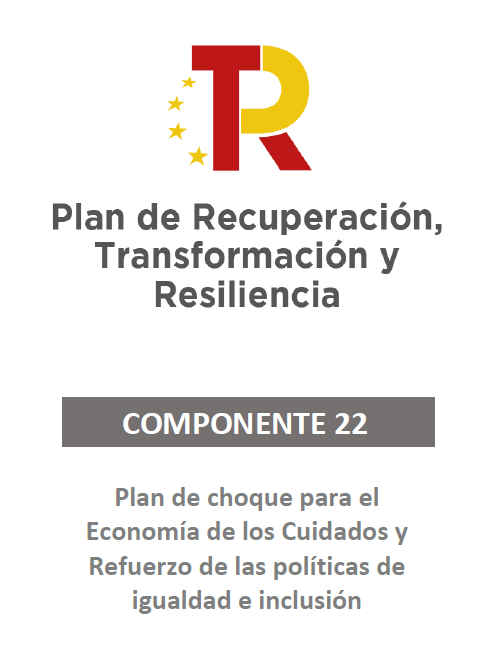 TR
Plan de Recuperación,
Transformación y
Resiliencia
COMPONENTE 22
Plan de choque para el
Economía de los Cuidados y
Refuerzo de las políticas de
igualdad e inclusión